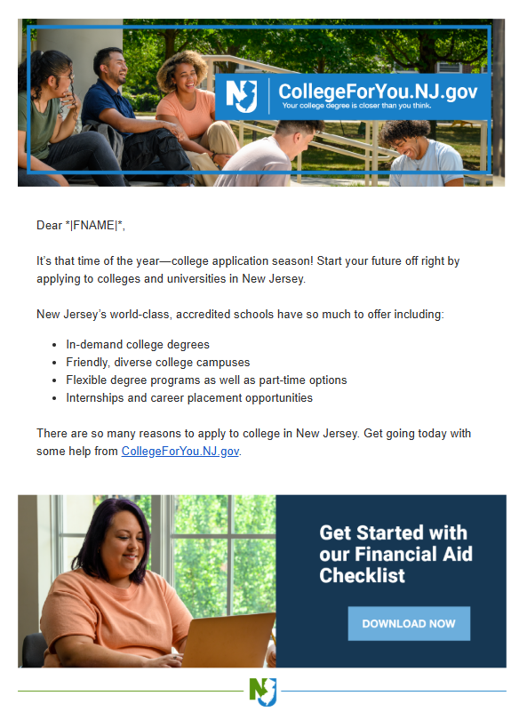 NJ
CollegeForYou.NJ.gov
Your college degree is closer than you think.
Dear *|FNAME|*,
It's that time of the year—college application season! Start your future off right by
applying to colleges and universities in New Jersey.
New Jersey's world-class, accredited schools have so much to offer including:
• In-demand college degrees
• Friendly, diverse college campuses
• Flexible degree programs as well as part-time options
• Internships and career placement opportunities
There are so many reasons to apply to college in New Jersey. Get going today with
some help from CollegeForYou.NJ.gov.
Get Started with
our Financial Aid
Checklist
DOWNLOAD NOW
NJ